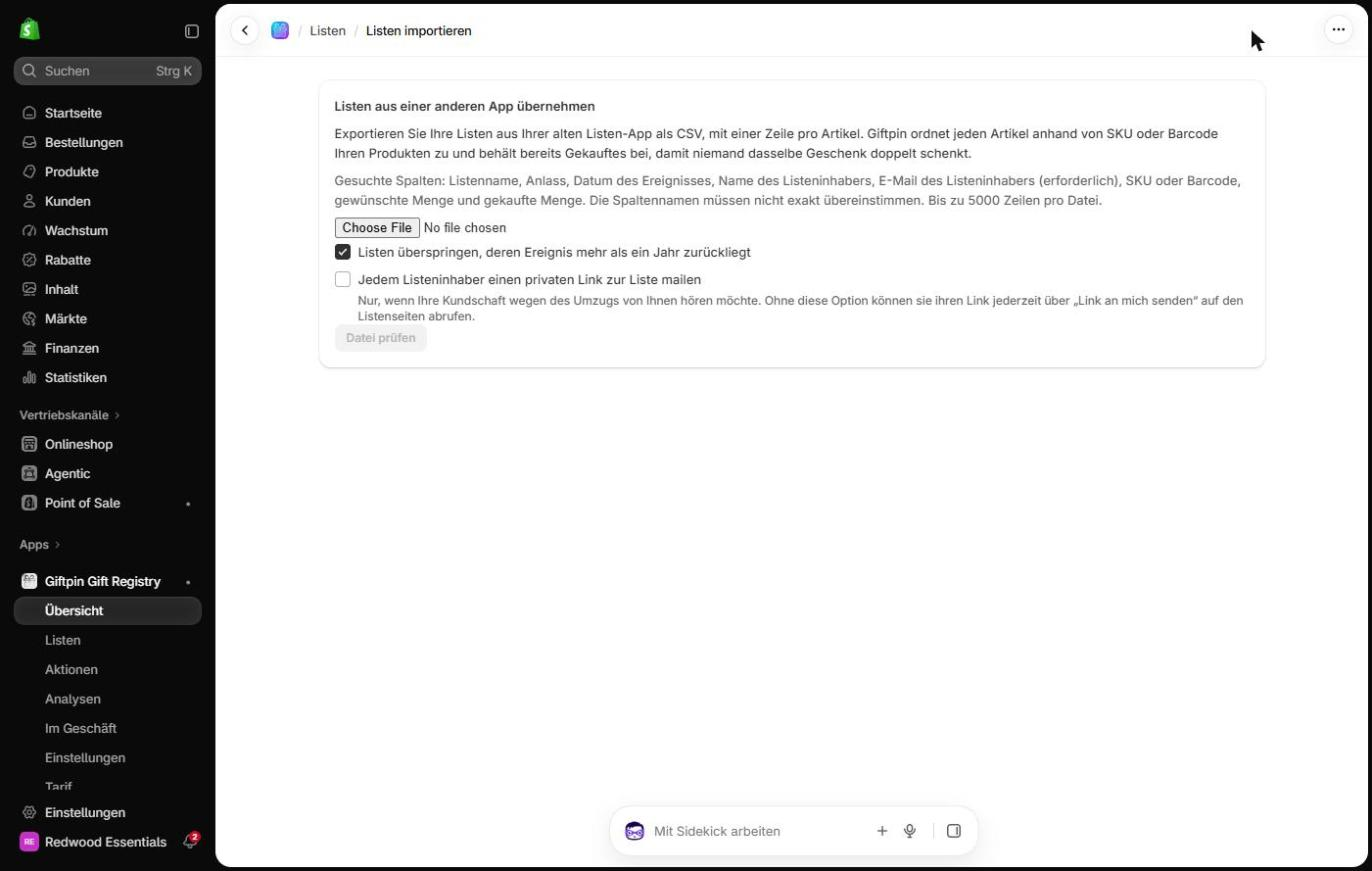 Suchen
Strg K
Startseite
Bestellungen
Produkte
Kunden
Wachstum
Rabatte
Inhalt
Märkte
Finanzen
Statistiken
Vertriebskanäle
Onlineshop
Agentic
Point of Sale
Apps
Giftpin Gift Registry
Übersicht
Listen
Aktionen
Analysen
Im Geschäft
Einstellungen
Tarif
Einstellungen
RE Redwood Essentials 2
/ Listen / Listen importieren
Listen aus einer anderen App übernehmen
Exportieren Sie Ihre Listen aus Ihrer alten Listen-App als CSV, mit einer Zeile pro Artikel. Giftpin ordnet jeden Artikel anhand von SKU oder Barcode
Ihren Produkten zu und behält bereits Gekauftes bei, damit niemand dasselbe Geschenk doppelt schenkt.
Gesuchte Spalten: Listenname, Anlass, Datum des Ereignisses, Name des Listeninhabers, E-Mail des Listeninhabers (erforderlich), SKU oder Barcode,
gewünschte Menge und gekaufte Menge. Die Spaltennamen müssen nicht exakt übereinstimmen. Bis zu 5000 Zeilen pro Datei.
Choose File No file chosen
Listen überspringen, deren Ereignis mehr als ein Jahr zurückliegt
Jedem Listeninhaber einen privaten Link zur Liste mailen
Nur, wenn Ihre Kundschaft wegen des Umzugs von Ihnen hören möchte. Ohne diese Option können sie ihren Link jederzeit über „Link an mich senden“ auf den
Listenseiten abrufen.
Datei prüfen
Mit Sidekick arbeiten